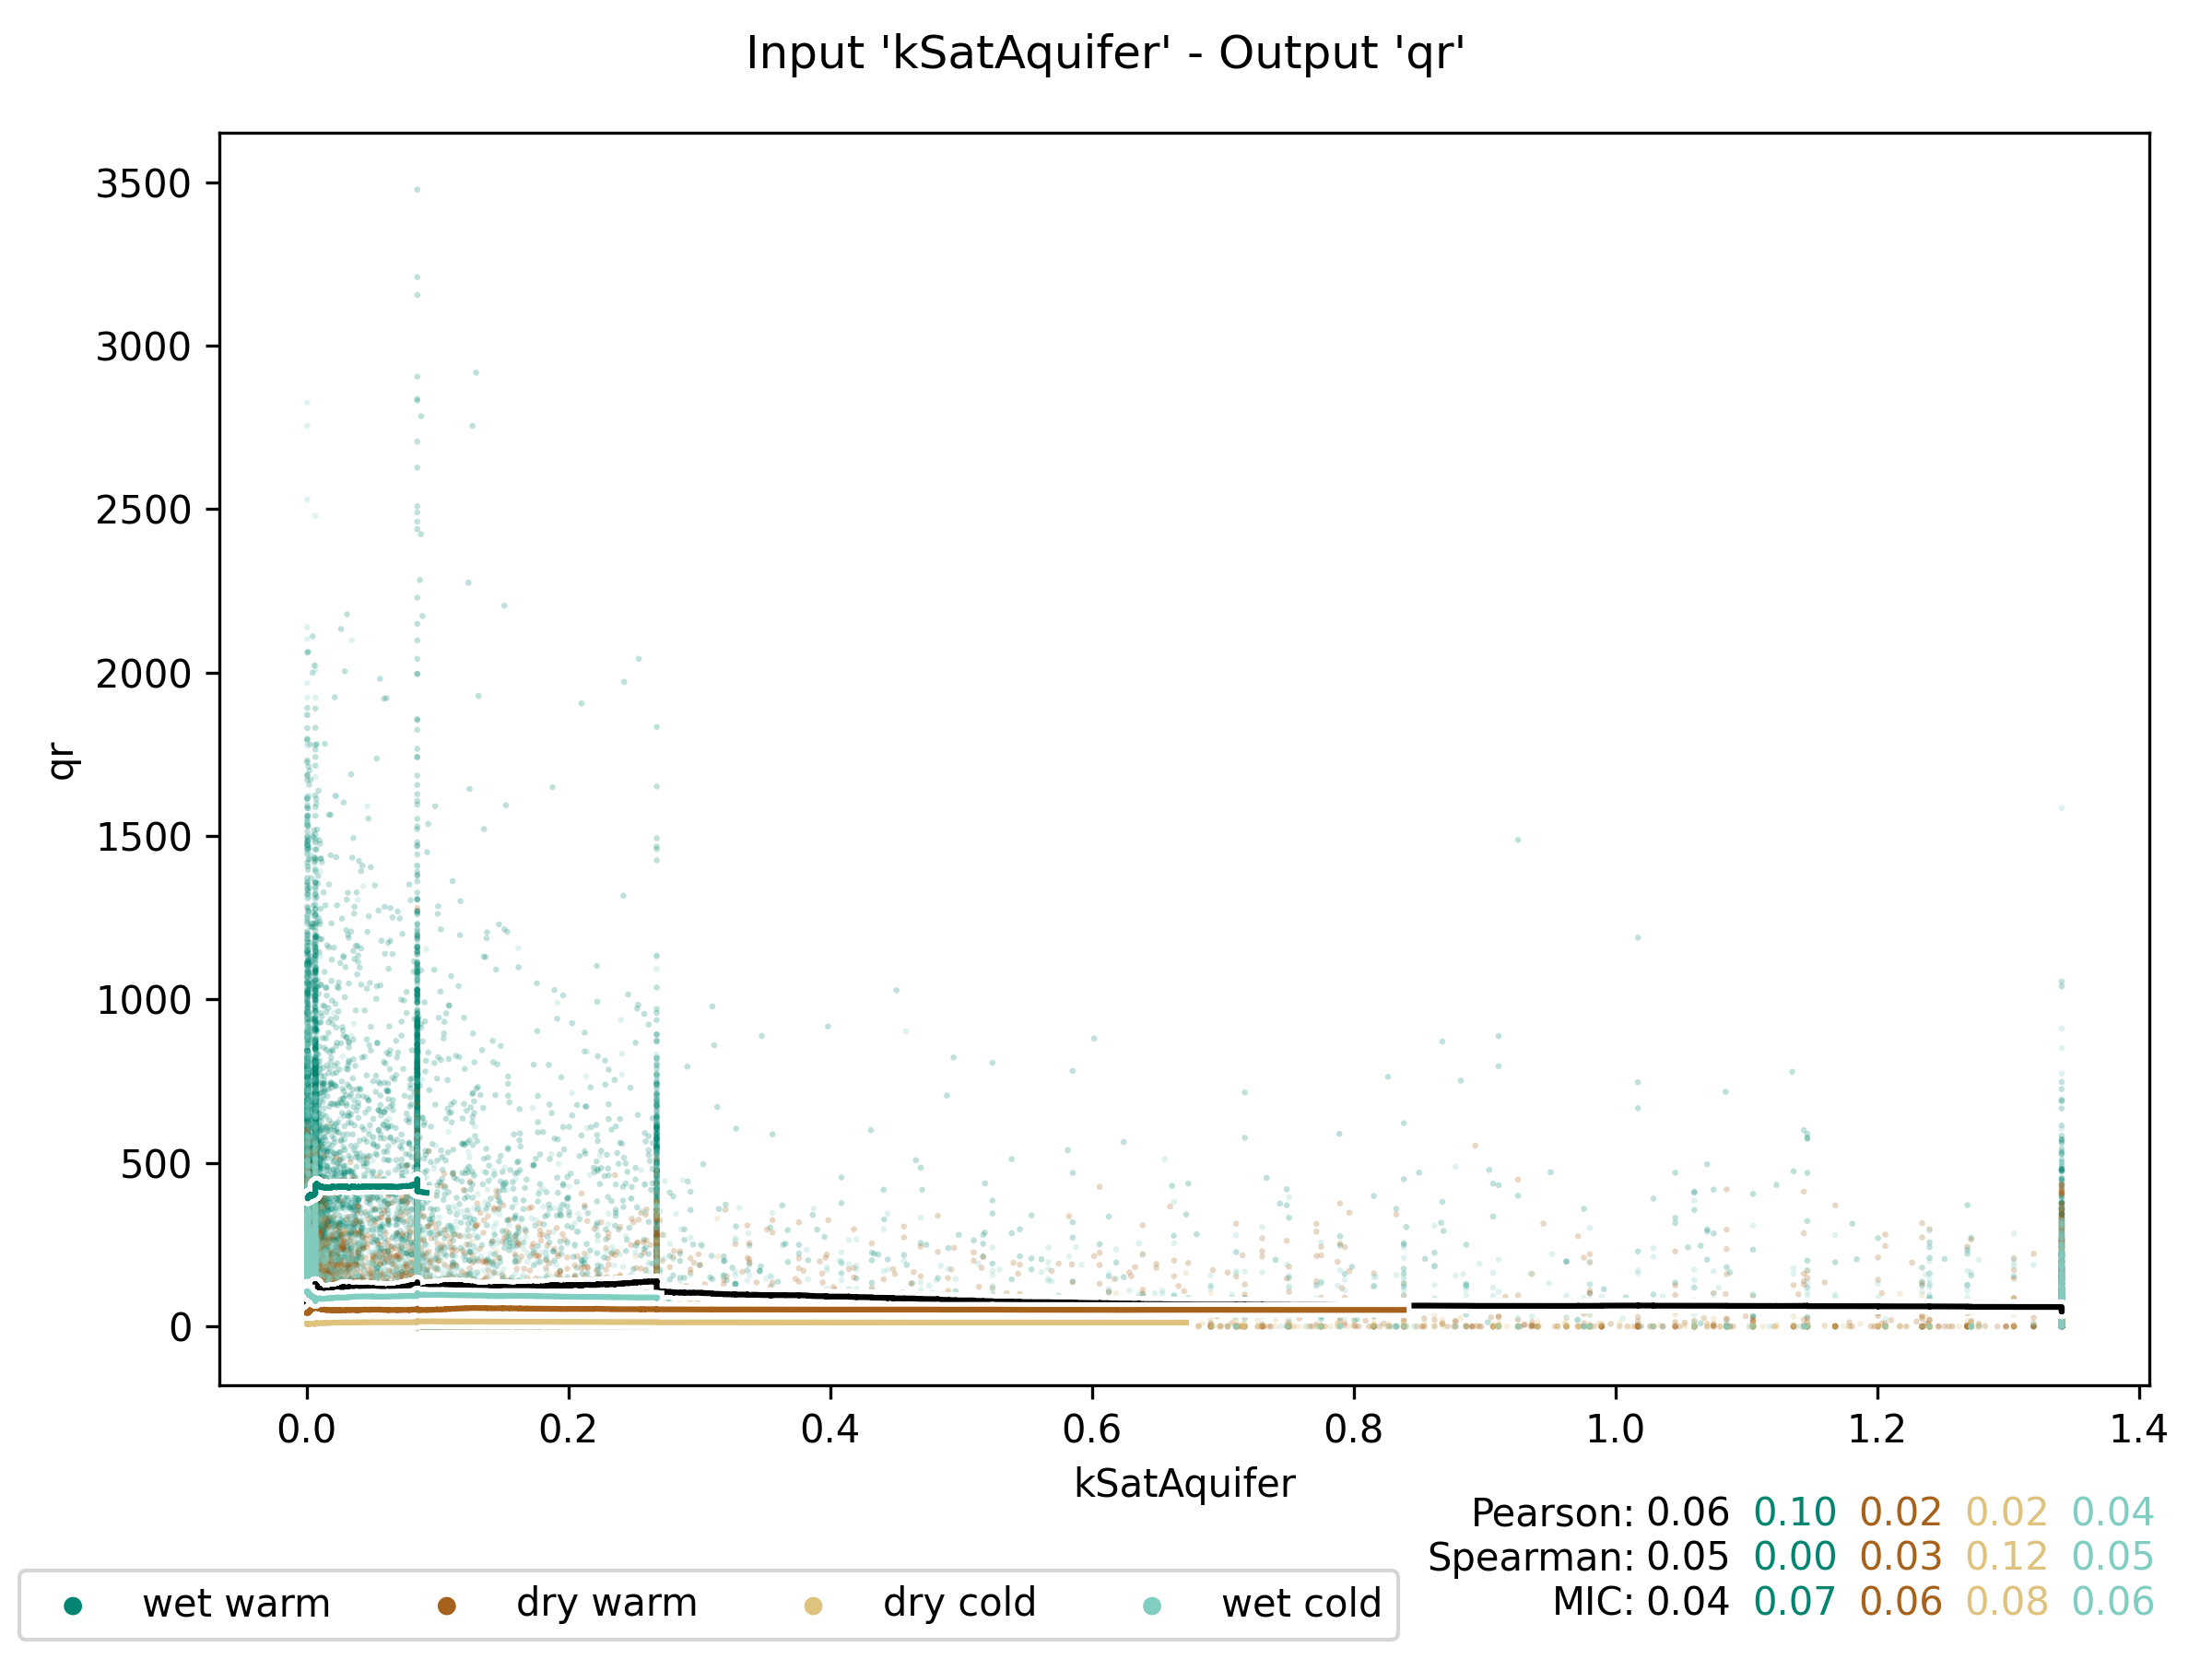 Input 'kSatAquifer' - Output 'qr'
3500
3000
2500
2000
1500
1000
500
0
qr
0.0 0.2 0.4 0.6 0.8 1.0 1.2 1.4
kSatAquifer
Pearson: 0.06 0.10 0.02 0.02 0.04
Spearman: 0.05 0.00 0.03 0.12 0.05
MIC: 0.04 0.07 0.06 0.08 0.06
wet warm dry warm dry cold wet cold